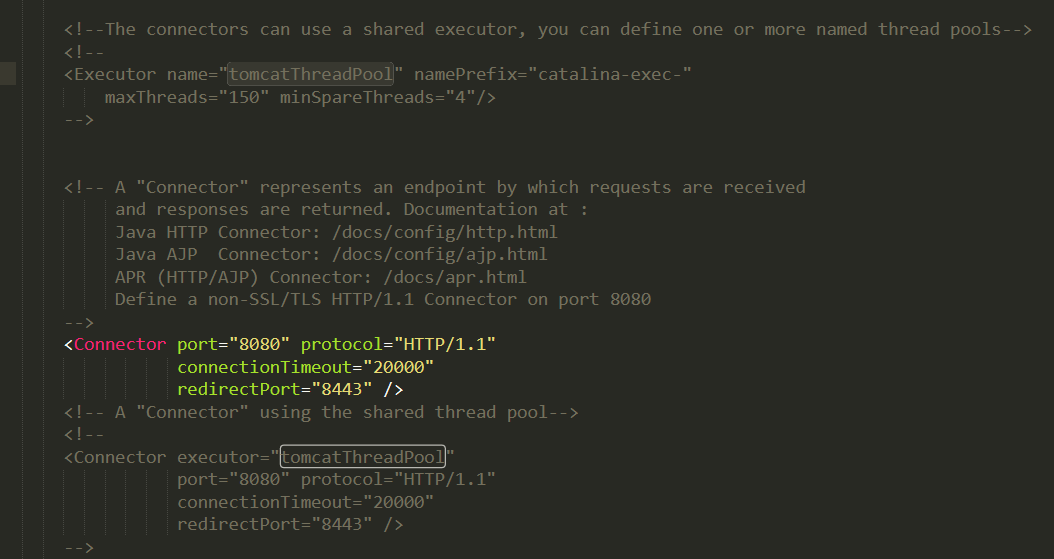 <!--The connectors can use a shared executor, you can define one or more named thread pools-->
<!--
<Executor name="tomcatThreadPool" namePrefix="catalina-exec-"
maxThreads="150" minSpareThreads="4"/>
-->
<!-- A "Connector" represents an endpoint by which requests are received
and responses are returned. Documentation at :
Java HTTP Connector: /docs/config/http.html
Java AJP  Connector: /docs/config/ajp.html
APR (HTTP/AJP) Connector: /docs/apr.html
Define a non-SSL/TLS HTTP/1.1 Connector on port 8080
-->
<Connector port="8080" protocol="HTTP/1.1"
connectionTimeout="20000"
redirectPort="8443" />
<!-- A "Connector" using the shared thread pool-->
<!--
<Connector executor="tomcatThreadPool"
port="8080" protocol="HTTP/1.1"
connectionTimeout="20000"
redirectPort="8443" />
-->